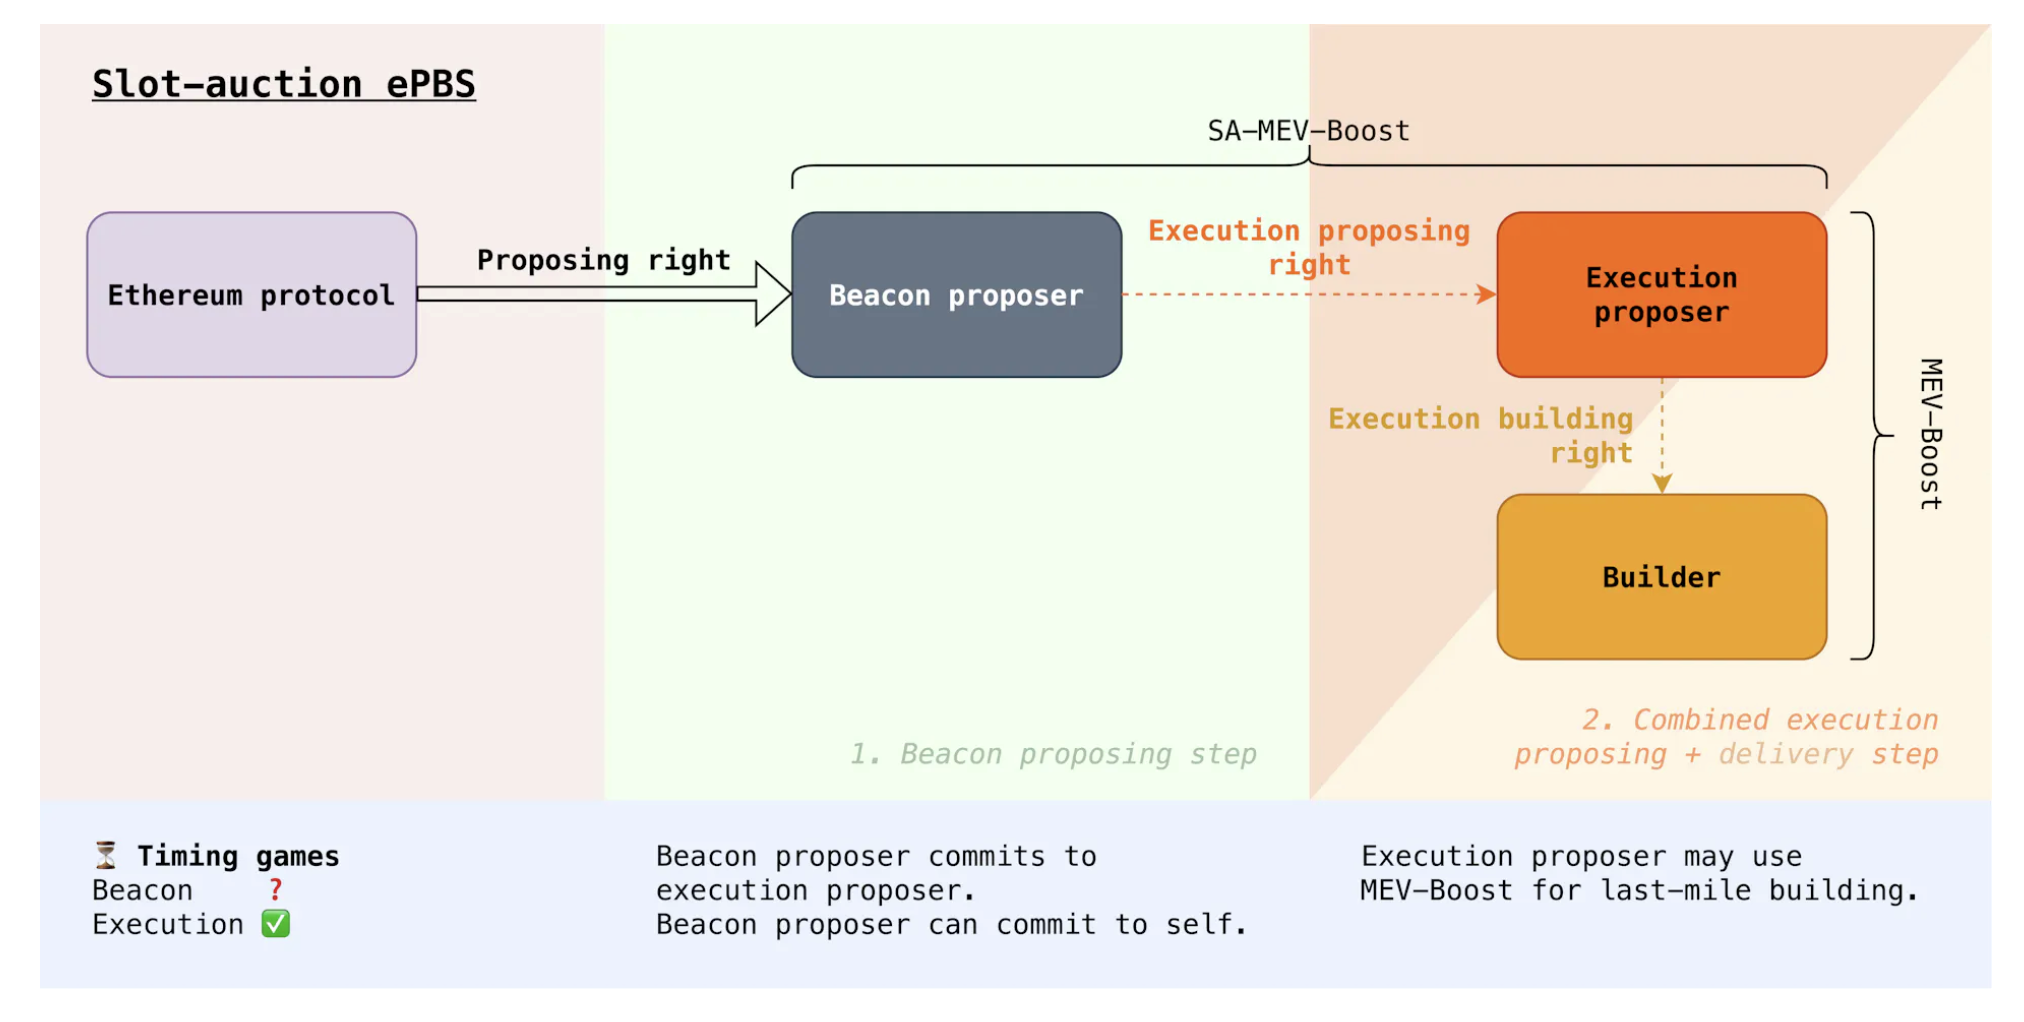 Slot-auction ePBS
SA-MEV-Boost
Ethereum protocol
Proposing right
Beacon proposer
Execution proposing
right
Execution
proposer
Execution building
right
Builder
MEV-Boost
1. Beacon proposing step
2. Combined execution
proposing + delivery step
⏳ Timing games
Beacon ❓
Execution ✅
Beacon proposer commits to
execution proposer.
Beacon proposer can commit to self.
Execution proposer may use
MEV-Boost for last-mile building.